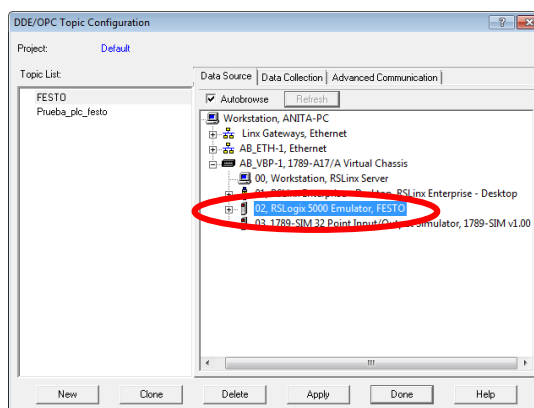 DDE/OPC Topic Configuration
Project: Default
Topic List:
Data Source Data Collection Advanced Communication
FESTO
Prueba_plc_festo
Autobrowse Refresh
Workstation, ANITA-PC
Linx Gateways, Ethernet
AB_ETH-1, Ethernet
AB_VBP-1, 1789-A17/A Virtual Chassis
00, Workstation, RSLinx Server
01, RSLinx Enterprise - Desktop, RSLinx Enterprise - Desktop
02, RSLogix 5000 Emulator, FESTO
03, 1789-SIM 32 Point Input/Output Simulator, 1789-SIM v1.00
New Clone Delete Apply Done Help